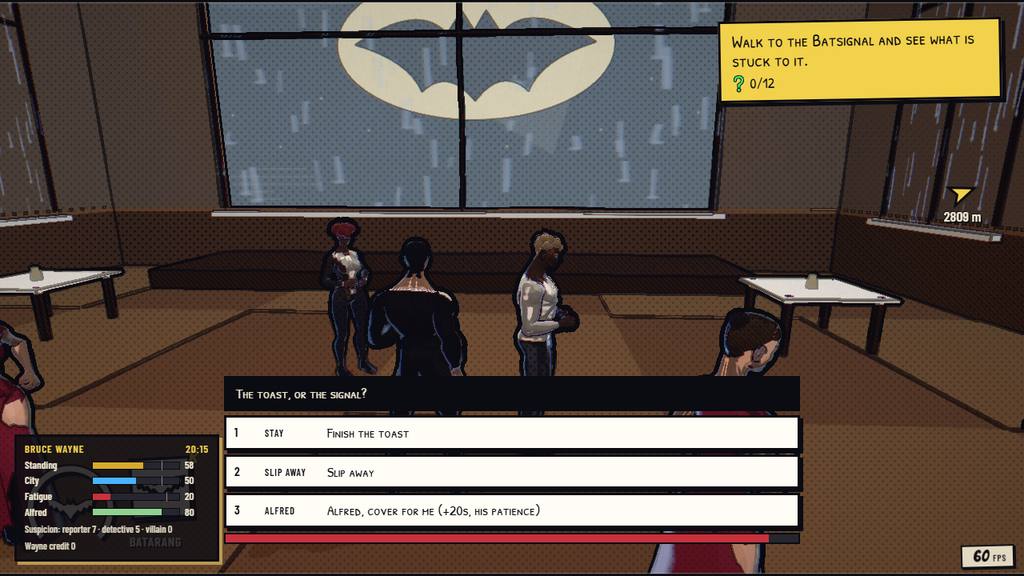 Walk to the Batsignal and see what is
stuck to it.
? 0/12
2809 m
The toast, or the signal?
1 STAY Finish the toast
2 SLIP AWAY Slip away
3 ALFRED Alfred, cover for me (+20s, his patience)
BRUCE WAYNE 20:15
Standing 58
City 50
Fatigue 20
Alfred 80
Suspicion: reporter 7 · detective 5 · villain 0
Wayne credit 0
BATARANG
60 FPS